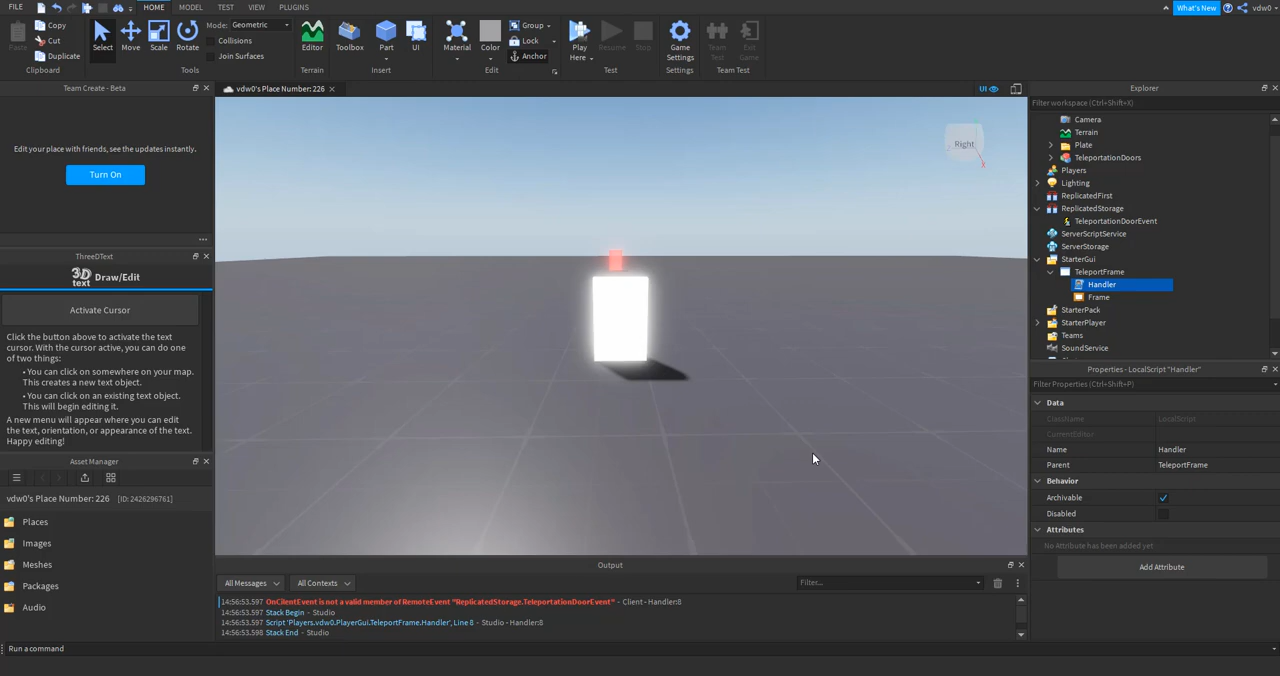 FILE
HOME
MODEL
TEST
VIEW
PLUGINS
What's New
vdw0
Paste
Copy
Cut
Duplicate
Clipboard
Select
Move
Scale
Rotate
Mode: Geometric
Collisions
Join Surfaces
Tools
Editor
Terrain
Toolbox
Part
UI
Insert
Material
Color
Group
Lock
Anchor
Edit
Play
Here
Resume
Stop
Test
Game
Settings
Settings
Team
Test
Exit
Game
Team Test
Team Create - Beta
Edit your place with friends, see the updates instantly.
Turn On
ThreeDText
3D
text
Draw/Edit
Activate Cursor
Click the button above to activate the text
cursor. With the cursor active, you can do one
of two things:
• You can click on somewhere on your map.
This creates a new text object.
• You can click on an existing text object.
This will begin editing it.
A new menu will appear where you can edit
the text, orientation, or appearance of the text.
Happy editing!
Asset Manager
vdw0's Place Number: 226 [ID: 2426296761]
Places
Images
Meshes
Packages
Audio
vdw0's Place Number: 226
UI
Right
Output
All Messages
All Contexts
Filter...
14:56:53.597 OnCilentEvent is not a valid member of RemoteEvent "ReplicatedStorage.TeleportationDoorEvent" - Client - Handler:8
14:56:53.597 Stack Begin - Studio
14:56:53.597 Script 'Players.vdw0.PlayerGui.TeleportFrame.Handler', Line 8 - Studio - Handler:8
14:56:53.598 Stack End - Studio
Run a command
Explorer
Filter workspace (Ctrl+Shift+X)
Camera
Terrain
Plate
TeleportationDoors
Players
Lighting
ReplicatedFirst
ReplicatedStorage
TeleportationDoorEvent
ServerScriptService
ServerStorage
StarterGui
TeleportFrame
Handler
Frame
StarterPack
StarterPlayer
Teams
SoundService
Properties - LocalScript "Handler"
Filter Properties (Ctrl+Shift+P)
Data
ClassName LocalScript
CurrentEditor
Name Handler
Parent TeleportFrame
Behavior
Archivable
Disabled
Attributes
No Attribute has been added yet
Add Attribute